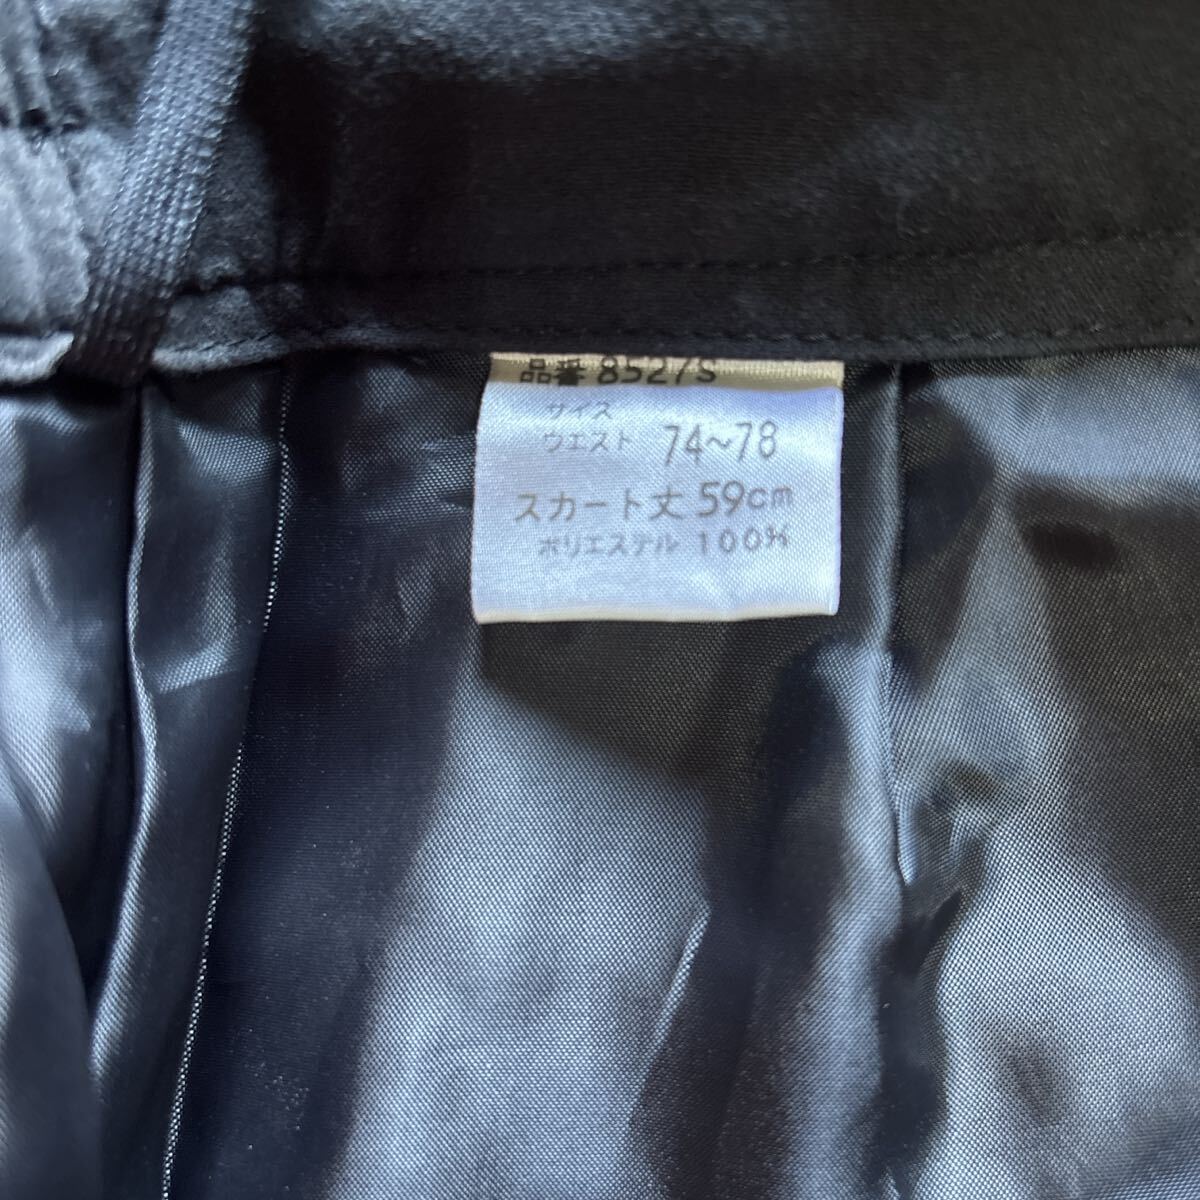 品番 8527S
サイズ
ウエスト 74~78
スカート丈 59cm
ポリエステル 100%